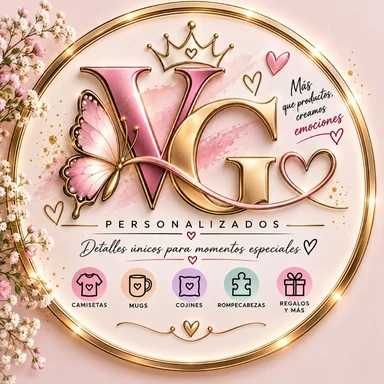 VG
Más
que productos,
creamos
emociones
PERSONALIZADOS
Detalles únicos para momentos especiales
CAMISETAS
MUGS
COJINES
ROMPECABEZAS
REGALOS
Y MÁS